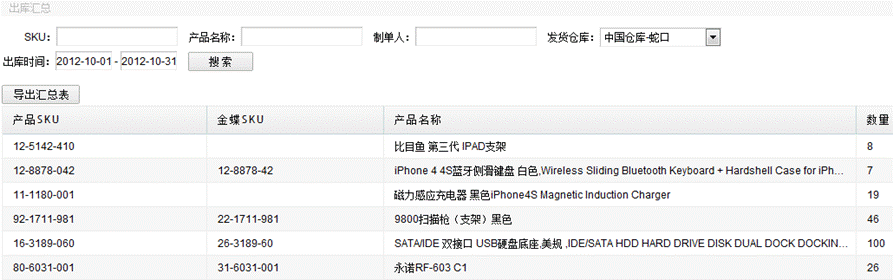 出库汇总
SKU: 产品名称: 制单人: 发货仓库: 中国仓库-蛇口
出库时间: 2012-10-01 - 2012-10-31 搜索
导出汇总表
产品SKU 金蝶SKU 产品名称 数量
12-5142-410 比目鱼 第三代 IPAD支架 8
12-8878-042 12-8878-42 iPhone 4 4S蓝牙侧滑键盘 白色,Wireless Sliding Bluetooth Keyboard + Hardshell Case for iPh... 7
11-1180-001 磁力感应充电器 黑色iPhone4S Magnetic Induction Charger 19
92-1711-981 22-1711-981 9800扫描枪（支架）黑色 46
16-3189-060 26-3189-60 SATA/IDE 双接口 USB硬盘底座,美规 ,IDE/SATA HDD HARD DRIVE DISK DUAL DOCK DOCKIN... 100
80-6031-001 31-6031-001 永诺RF-603 C1 26